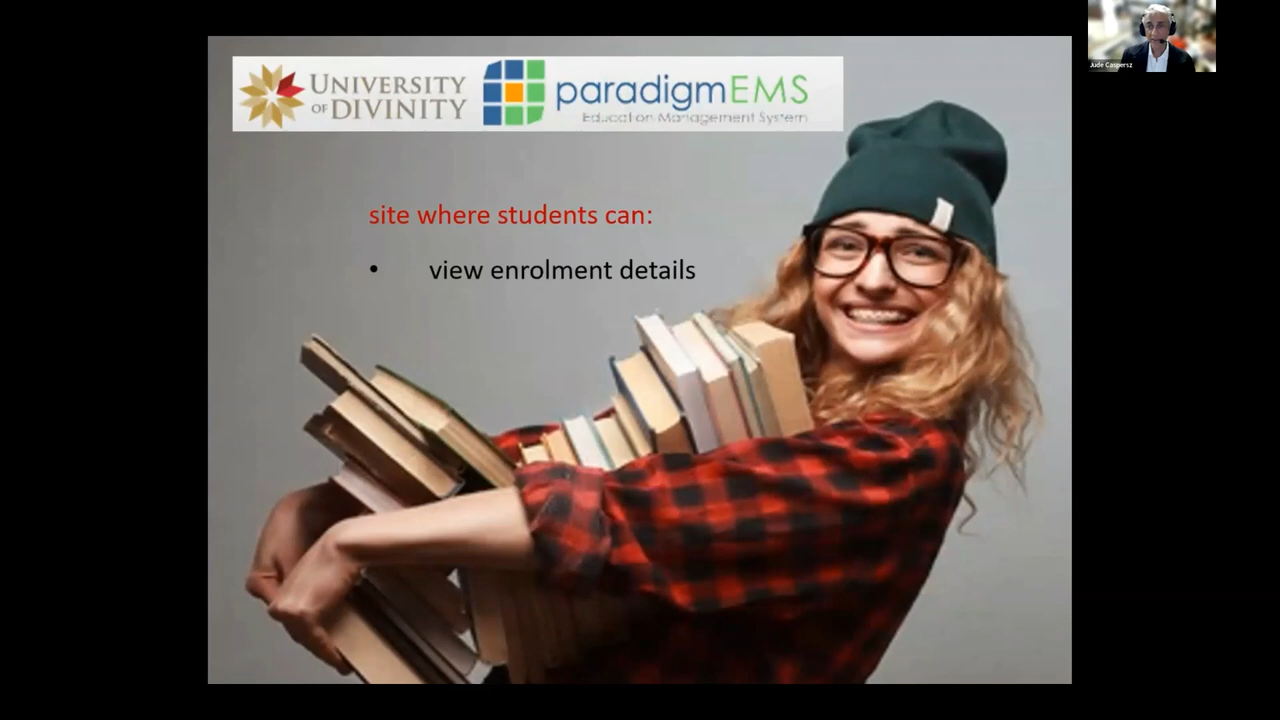 UNIVERSITY
OF DIVINITY
paradigmEMS
Education Management System
site where students can:
• view enrolment details
Jude Caspersz